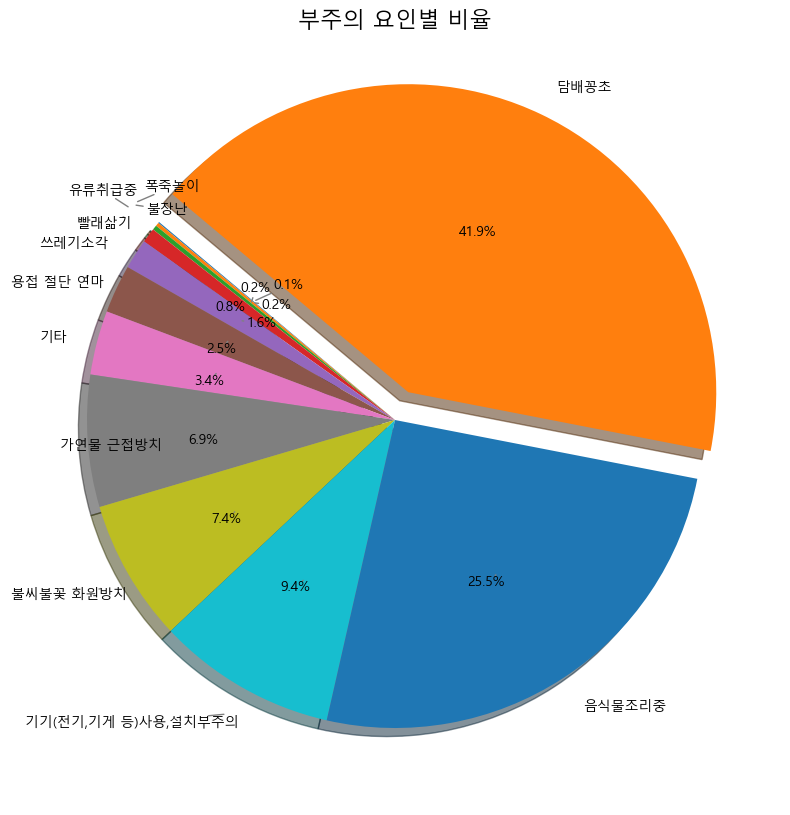 부주의 요인별 비율
담배꽁초
41.9%
유류취급중
폭죽놀이
불장난
빨래삶기
쓰레기소각
용접 절단 연마
기타
가연물 근접방치
불씨불꽃 화원방치
기기(전기,기게 등)사용,설치부주의
음식물조리중
0.2%
0.1%
0.2%
0.8%
1.6%
2.5%
3.4%
6.9%
7.4%
9.4%
25.5%